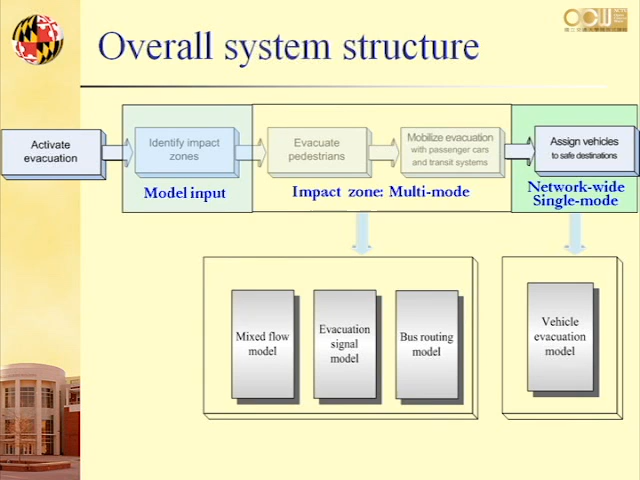 Overall system structure
Activate
evacuation
Identify impact
zones
Evacuate
pedestrians
Mobilize evacuation
with passenger cars
and transit systems
Assign vehicles
to safe destinations
Model input
Impact zone: Multi-mode
Network-wide
Single-mode
Mixed flow
model
Evacuation
signal
model
Bus routing
model
Vehicle
evacuation
model